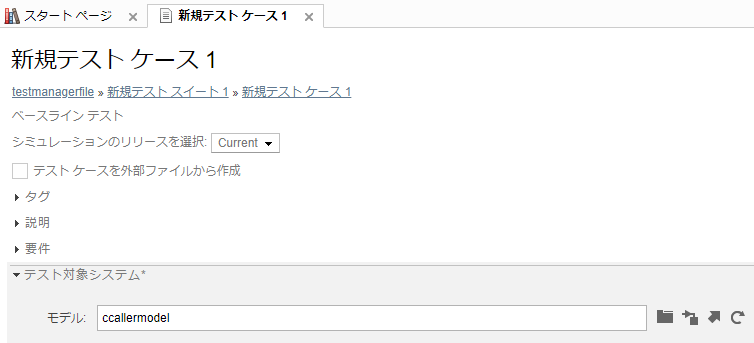 スタート ページ
新規テスト ケース 1
新規テスト ケース 1
testmanagerfile » 新規テスト スイート 1 » 新規テスト ケース 1
ベースライン テスト
シミュレーションのリリースを選択: Current
テスト ケースを外部ファイルから作成
タグ
説明
要件
テスト対象システム*
モデル: ccallermodel